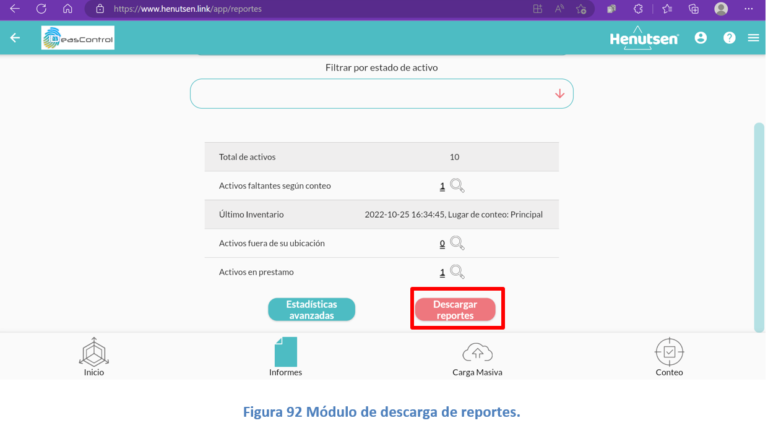 https://www.henutsen.link/app/reportes
easControl
Henutsen
Filtrar por estado de activo
Total de activos 10
Activos faltantes según conteo 1
Último Inventario 2022-10-25 16:34:45, Lugar de conteo: Principal
Activos fuera de su ubicación 0
Activos en prestamo 1
Estadísticas
avanzadas
Descargar
reportes
Inicio
Informes
Carga Masiva
Conteo
Figura 92 Módulo de descarga de reportes.